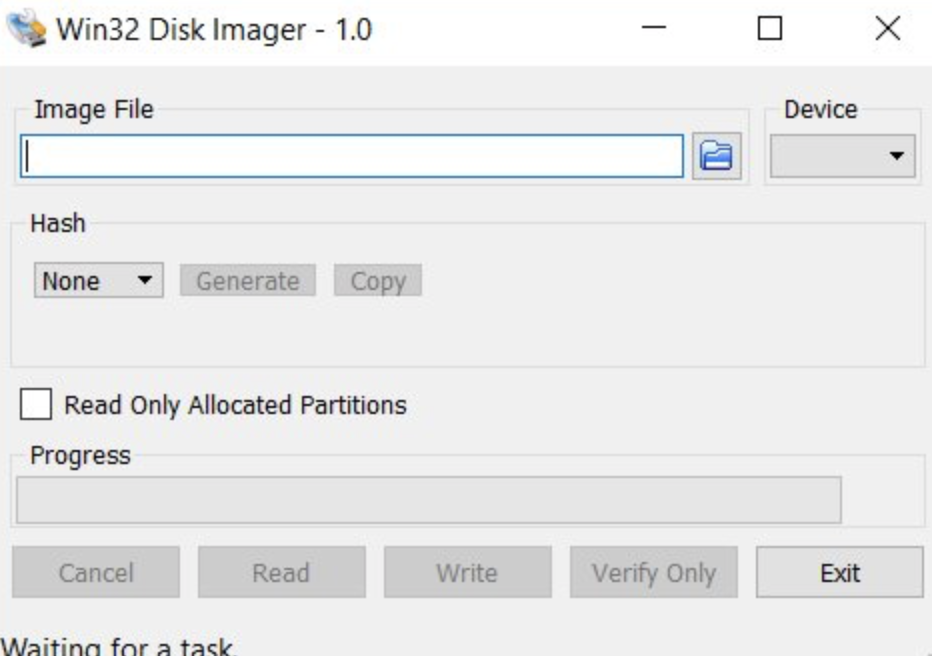 Win32 Disk Imager - 1.0
Image File
Device
Hash
None
Generate
Copy
Read Only Allocated Partitions
Progress
Cancel
Read
Write
Verify Only
Exit
Waiting for a task.